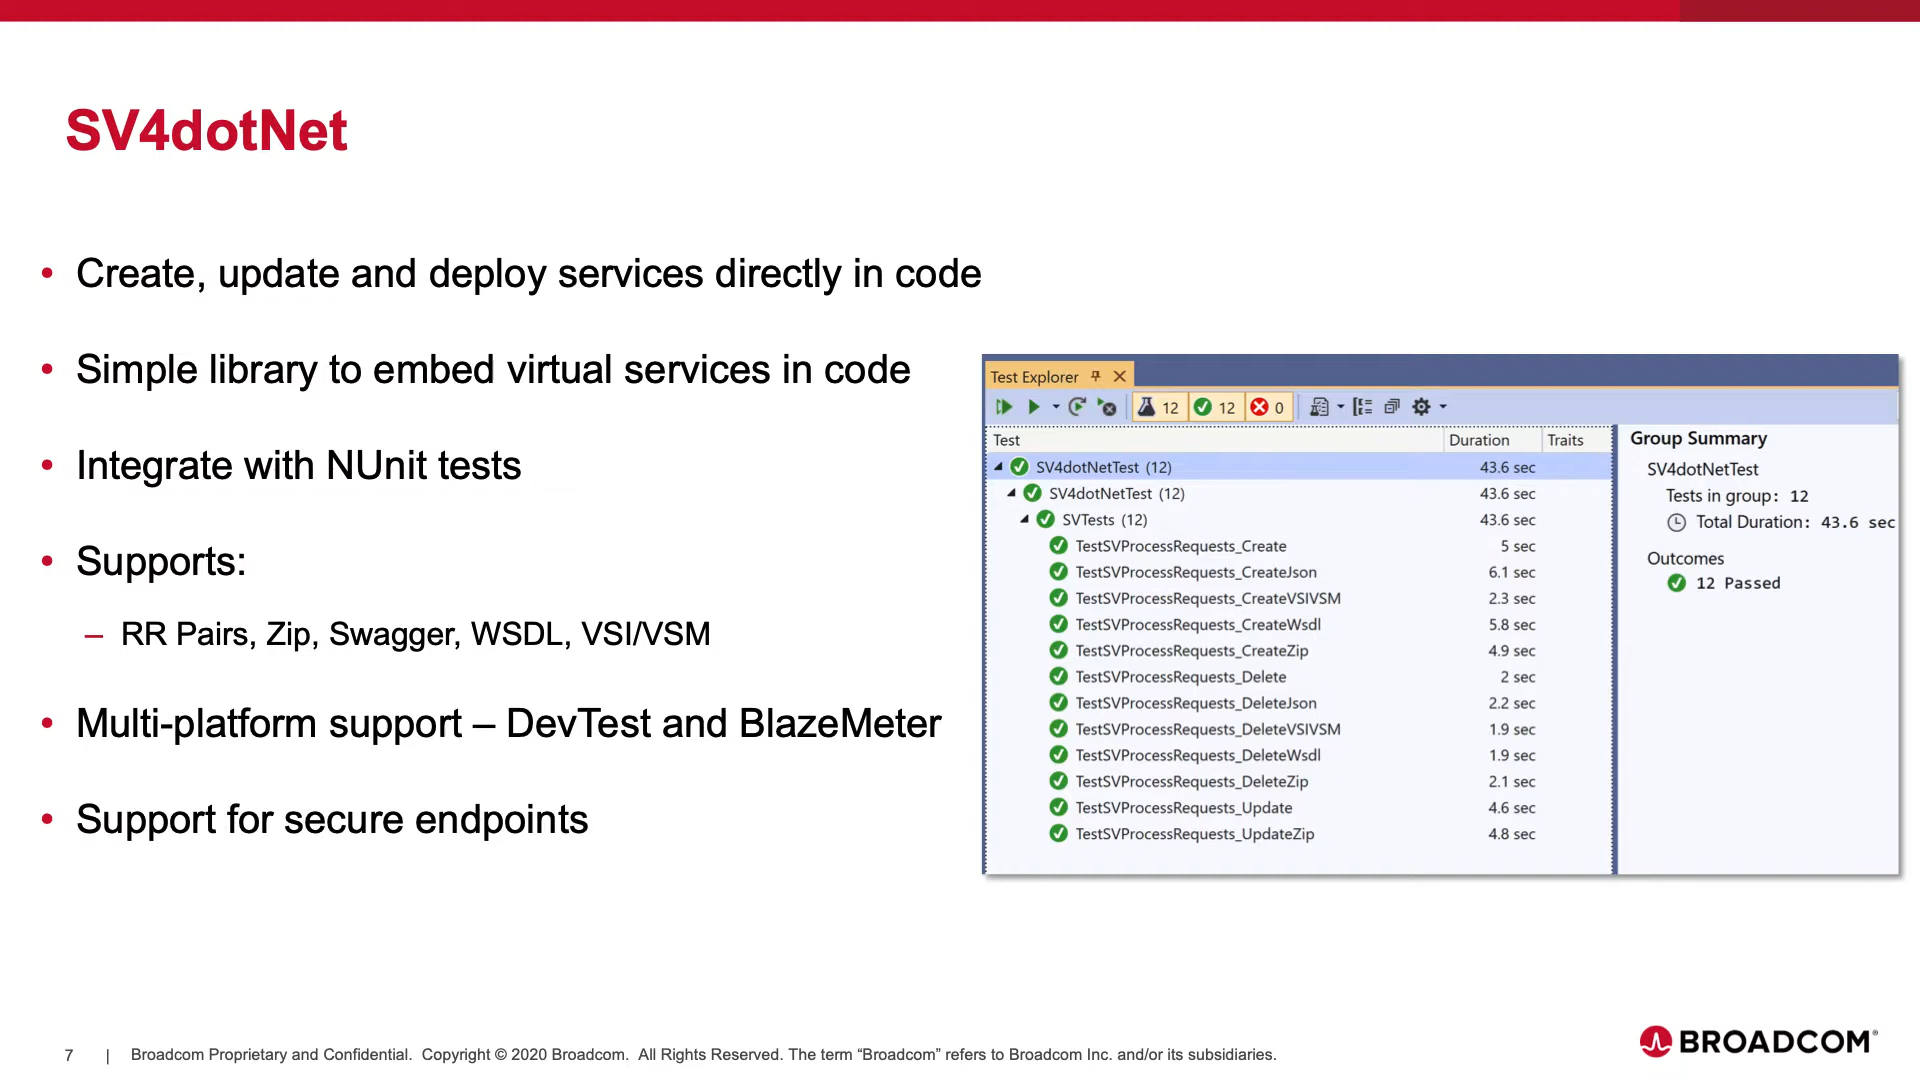 SV4dotNet
• Create, update and deploy services directly in code
• Simple library to embed virtual services in code
• Integrate with NUnit tests
• Supports:
– RR Pairs, Zip, Swagger, WSDL, VSI/VSM
• Multi-platform support – DevTest and BlazeMeter
• Support for secure endpoints
Test Explorer
12 12 0
Test Duration Traits
SV4dotNetTest (12) 43.6 sec
SV4dotNetTest (12) 43.6 sec
SVTests (12) 43.6 sec
TestSVProcessRequests_Create 5 sec
TestSVProcessRequests_CreateJson 6.1 sec
TestSVProcessRequests_CreateVSIVSM 2.3 sec
TestSVProcessRequests_CreateWsdl 5.8 sec
TestSVProcessRequests_CreateZip 4.9 sec
TestSVProcessRequests_Delete 2 sec
TestSVProcessRequests_DeleteJson 2.2 sec
TestSVProcessRequests_DeleteVSIVSM 1.9 sec
TestSVProcessRequests_DeleteWsdl 1.9 sec
TestSVProcessRequests_DeleteZip 2.1 sec
TestSVProcessRequests_Update 4.6 sec
TestSVProcessRequests_UpdateZip 4.8 sec
Group Summary
SV4dotNetTest
Tests in group: 12
Total Duration: 43.6 sec
Outcomes
12 Passed
7 | Broadcom Proprietary and Confidential. Copyright © 2020 Broadcom. All Rights Reserved. The term “Broadcom” refers to Broadcom Inc. and/or its subsidiaries.
BROADCOM®